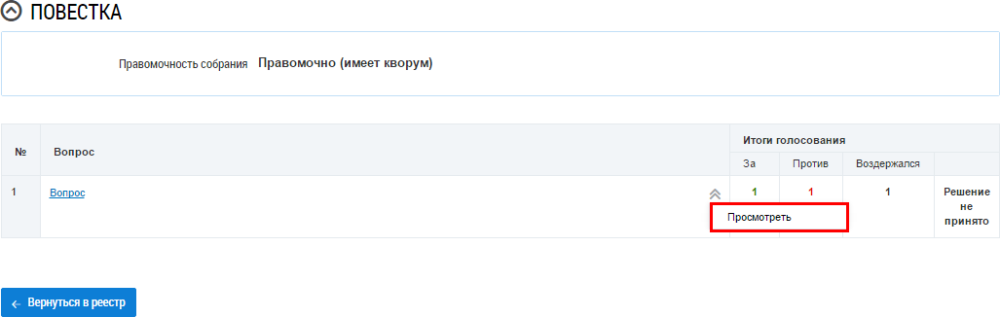 ПОВЕСТКА
Правомочность собрания Правомочно (имеет кворум)
№ Вопрос Итоги голосования
За Против Воздержался
1 Вопрос 1 1 1 Решение
не
принято
Просмотреть
← Вернуться в реестр